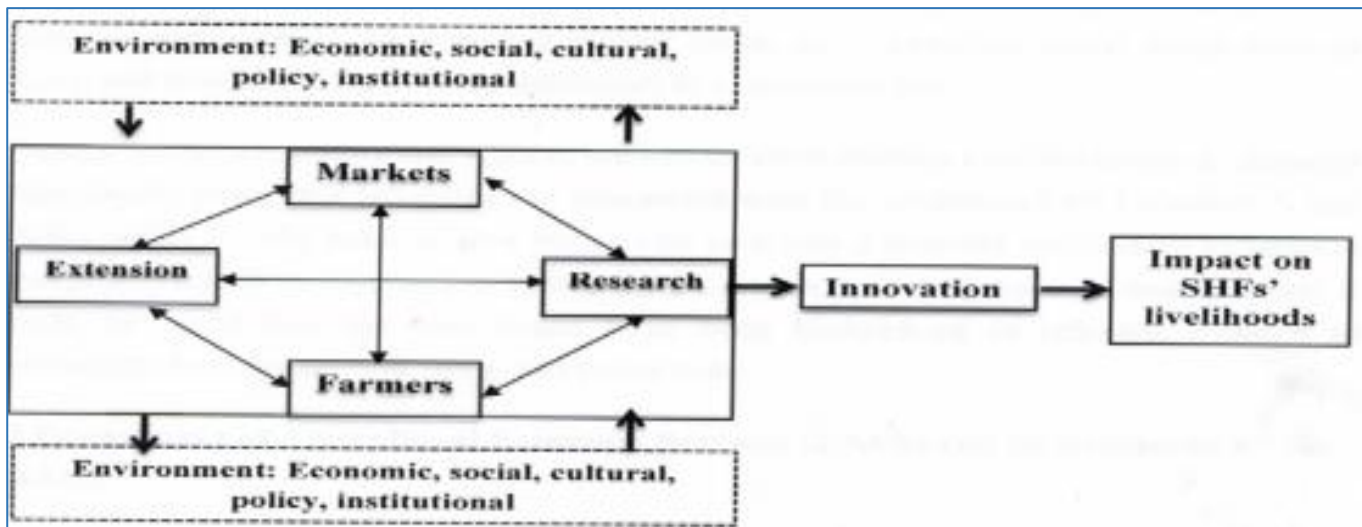 Environment: Economic, social, cultural,
policy, institutional
Markets
Extension
Research
Farmers
Innovation
Impact on
SHFs'
livelihoods
Environment: Economic, social, cultural,
policy, institutional